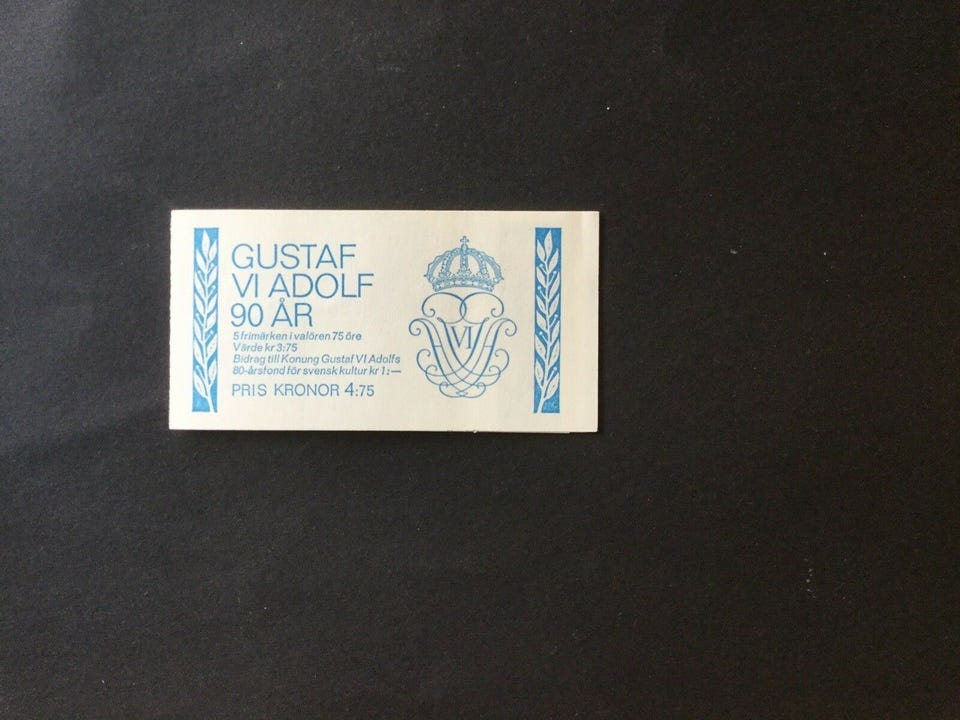 GUSTAF
VI ADOLF
90 ÅR
5 frimärken i valören 75 öre
Värde kr 3:75
Bidrag till Konung Gustaf VI Adolfs
80-årsfond för svensk kultur kr 1:—
PRIS KRONOR 4:75
VI